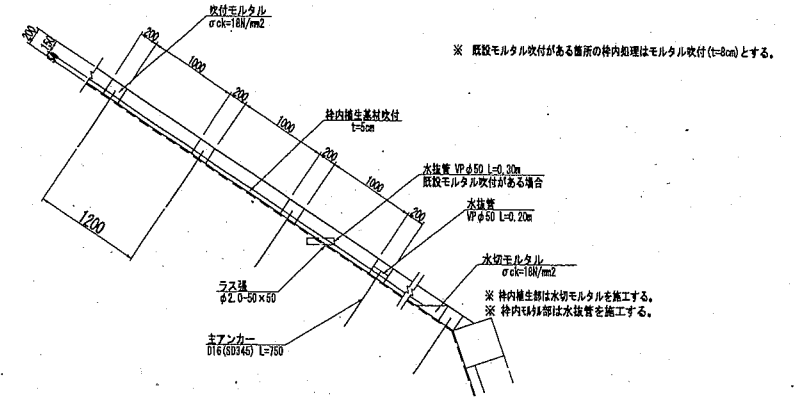 吹付モルタル
σck=18N/mm2
※ 既設モルタル吹付がある箇所の枠内処理はモルタル吹付(t=8cm)とする。
200
150
200
1000
200
1000
200
1000
200
枠内植生基材吹付
t=5cm
水抜管 VPφ50 L=0.30m
既設モルタル吹付がある場合
水抜管
VPφ50 L=0.20m
1200
水切モルタル
σck=18N/mm2
ラス張
φ2.0-50×50
※ 枠内植生部は水切モルタルを施工する。
※ 枠内モルタル部は水抜管を施工する。
主アンカー
D16(SD345) L=750